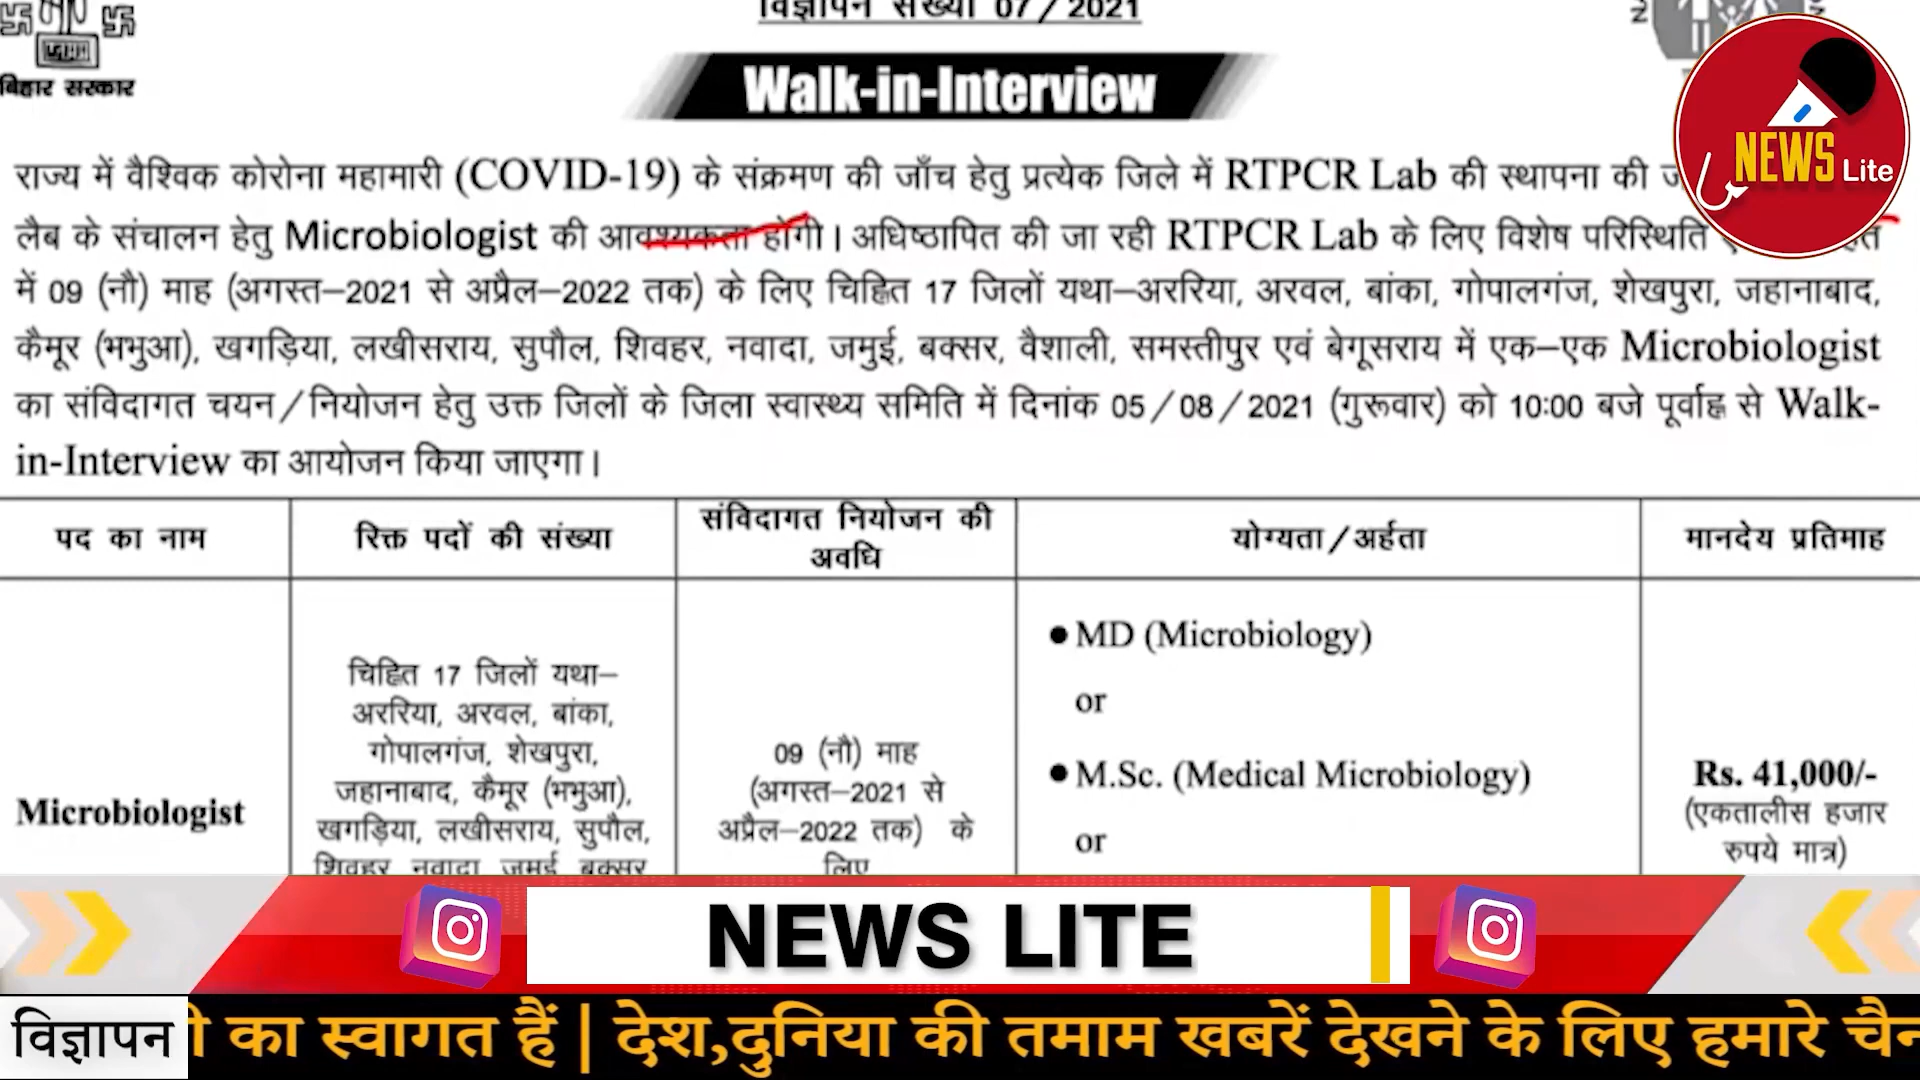 विज्ञापन संख्या 07/2021
बिहार सरकार
Walk-in-Interview
NEWS Lite
राज्य में वैश्विक कोरोना महामारी (COVID-19) के संक्रमण की जाँच हेतु प्रत्येक जिले में RTPCR Lab की स्थापना की
लैब के संचालन हेतु Microbiologist की आवश्यकता होगी। अधिष्ठापित की जा रही RTPCR Lab के लिए विशेष परिस्थिति
में 09 (नौ) माह (अगस्त–2021 से अप्रैल–2022 तक) के लिए चिह्नित 17 जिलों यथा–अररिया, अरवल, बांका, गोपालगंज, शेखपुरा, जहानाबाद,
कैमूर (भभुआ), खगड़िया, लखीसराय, सुपौल, शिवहर, नवादा, जमुई, बक्सर, वैशाली, समस्तीपुर एवं बेगूसराय में एक–एक Microbiologist
का संविदागत चयन/नियोजन हेतु उक्त जिलों के जिला स्वास्थ्य समिति में दिनांक 05/08/2021 (गुरूवार) को 10:00 बजे पूर्वाह्न से Walk-
in-Interview का आयोजन किया जाएगा।
पद का नाम
रिक्त पदों की संख्या
संविदागत नियोजन की
अवधि
योग्यता/अर्हता
मानदेय प्रतिमाह
Microbiologist
चिह्नित 17 जिलों यथा–
अररिया, अरवल, बांका,
गोपालगंज, शेखपुरा,
जहानाबाद, कैमूर (भभुआ),
खगड़िया, लखीसराय, सुपौल,
शिवहर नवादा जमुई बक्सर
09 (नौ) माह
(अगस्त–2021 से
अप्रैल–2022 तक) के
लिए
● MD (Microbiology)
or
● M.Sc. (Medical Microbiology)
or
Rs. 41,000/-
(एकतालीस हजार
रुपये मात्र)
NEWS LITE
विज्ञापन
का स्वागत हैं | देश,दुनिया की तमाम खबरें देखने के लिए हमारे